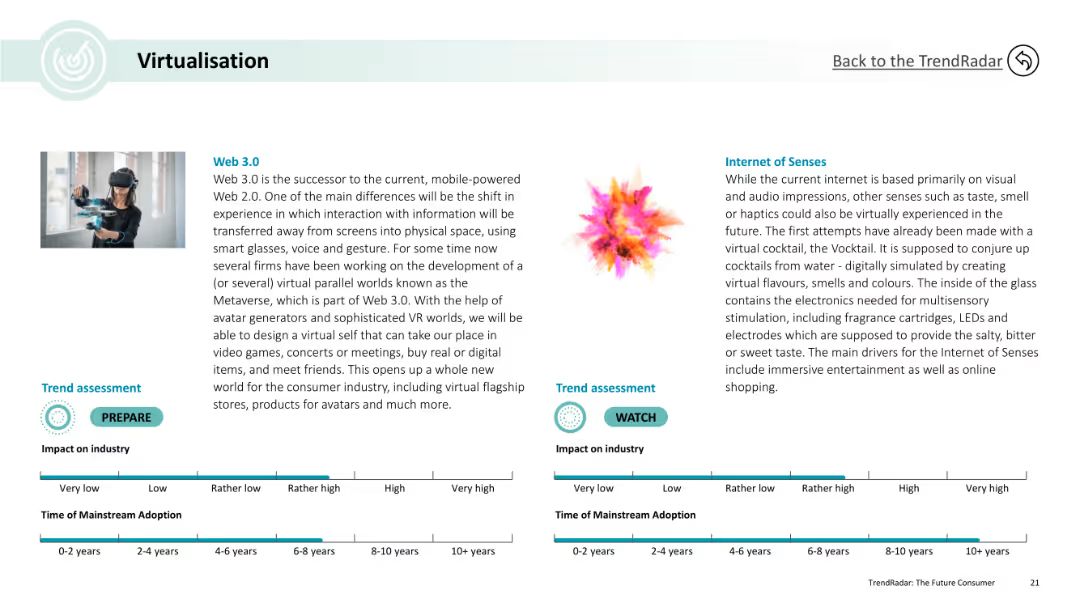 Virtualisation
Back to the TrendRadar
Web 3.0
Web 3.0 is the successor to the current, mobile-powered
Web 2.0. One of the main differences will be the shift in
experience in which interaction with information will be
transferred away from screens into physical space, using
smart glasses, voice and gesture. For some time now
several firms have been working on the development of a
(or several) virtual parallel worlds known as the
Metaverse, which is part of Web 3.0. With the help of
avatar generators and sophisticated VR worlds, we will be
able to design a virtual self that can take our place in
video games, concerts or meetings, buy real or digital
items, and meet friends. This opens up a whole new
world for the consumer industry, including virtual flagship
stores, products for avatars and much more.
Trend assessment
PREPARE
Impact on industry
Very low Low Rather low Rather high High Very high
Time of Mainstream Adoption
0-2 years 2-4 years 4-6 years 6-8 years 8-10 years 10+ years
Internet of Senses
While the current internet is based primarily on visual
and audio impressions, other senses such as taste, smell
or haptics could also be virtually experienced in the
future. The first attempts have already been made with a
virtual cocktail, the Vocktail. It is supposed to conjure up
cocktails from water - digitally simulated by creating
virtual flavours, smells and colours. The inside of the glass
contains the electronics needed for multisensory
stimulation, including fragrance cartridges, LEDs and
electrodes which are supposed to provide the salty, bitter
or sweet taste. The main drivers for the Internet of Senses
include immersive entertainment as well as online
shopping.
Trend assessment
WATCH
Impact on industry
Very low Low Rather low Rather high High Very high
Time of Mainstream Adoption
0-2 years 2-4 years 4-6 years 6-8 years 8-10 years 10+ years
TrendRadar: The Future Consumer 21